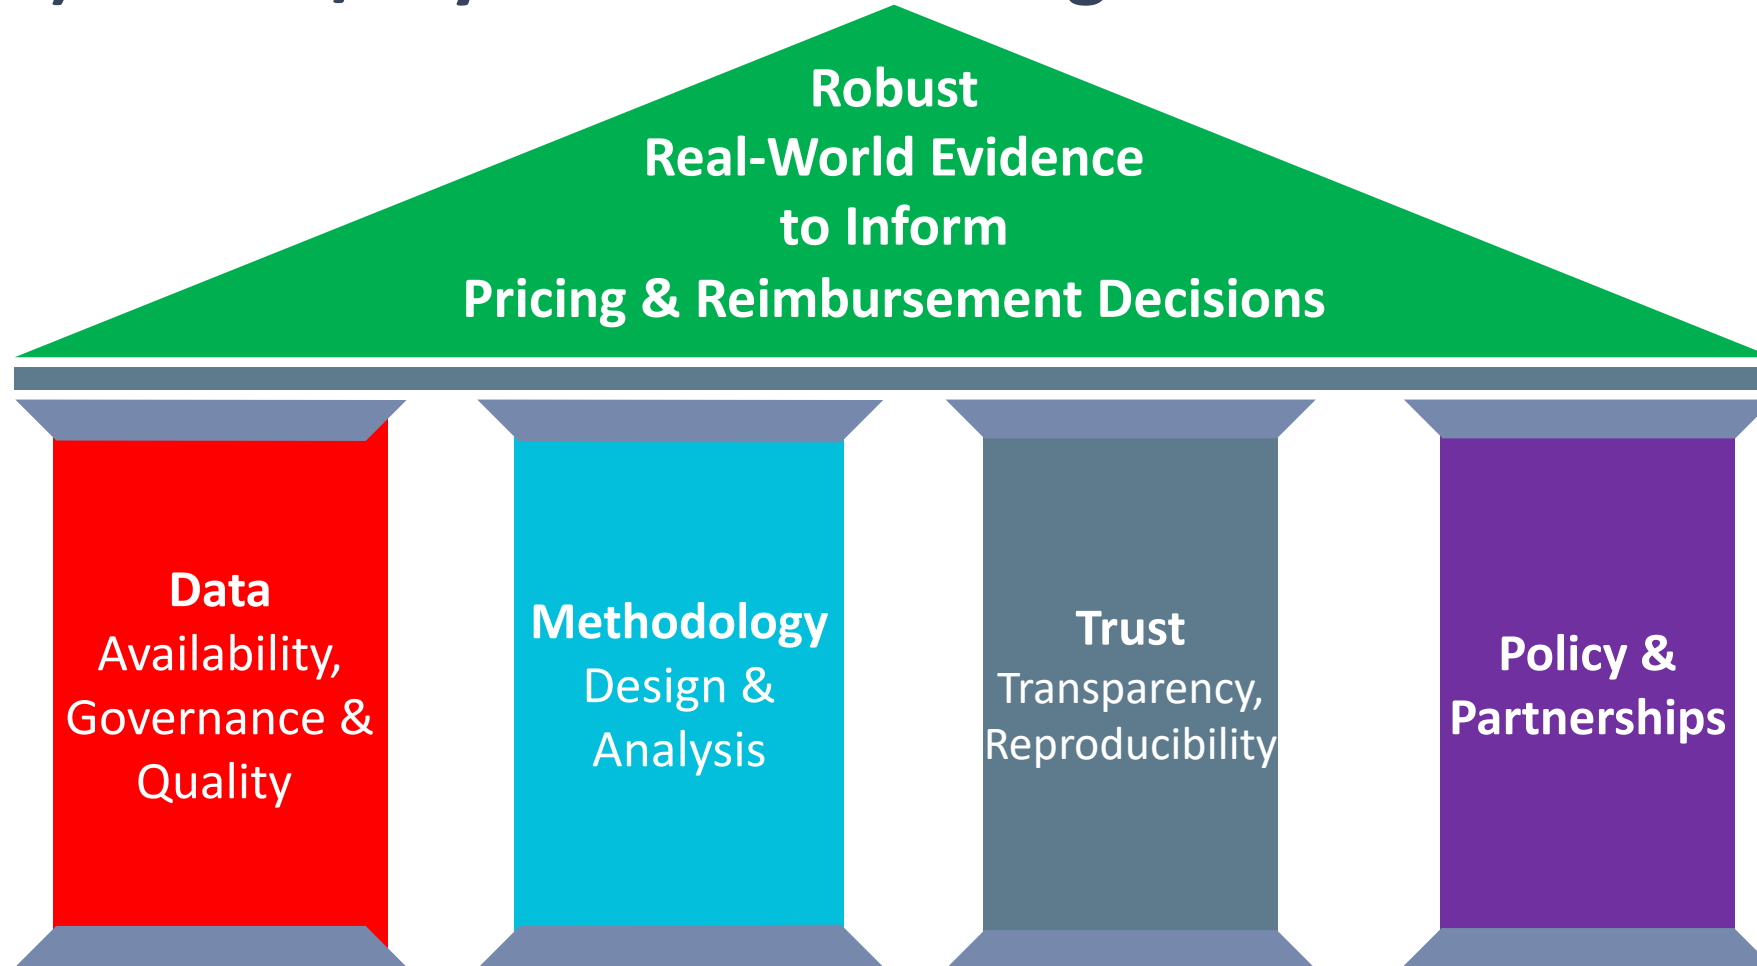 Robust
Real-World Evidence
to Inform
Pricing & Reimbursement Decisions
Data
Availability,
Governance &
Quality
Methodology
Design &
Analysis
Trust
Transparency,
Reproducibility
Policy &
Partnerships